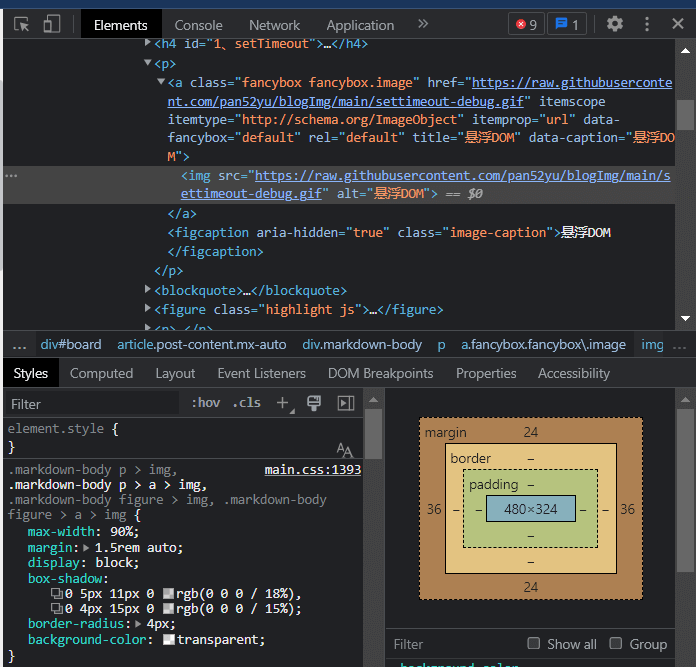 Elements Console Network Application » 9 1
<h4 id="1、setTimeout">…</h4>
<p>
<a class="fancybox fancybox.image" href="https://raw.githubuserconte
nt.com/pan52yu/blogImg/main/settimeout-debug.gif" itemscope
itemtype="http://schema.org/ImageObject" itemprop="url" data-
fancybox="default" rel="default" title="悬浮DOM" data-caption="悬浮DO
M">
<img src="https://raw.githubusercontent.com/pan52yu/blogImg/main/s
ettimeout-debug.gif" alt="悬浮DOM"> == $0
</a>
<figcaption aria-hidden="true" class="image-caption">悬浮DOM
</figcaption>
</p>
<blockquote>…</blockquote>
<figure class="highlight js">…</figure>
… div#board article.post-content.mx-auto div.markdown-body p a.fancybox.fancybox\.image img …
Styles Computed Layout Event Listeners DOM Breakpoints Properties Accessibility
Filter :hov .cls +
element.style {
}
.markdown-body p > img, main.css:1393
.markdown-body p > a > img,
.markdown-body figure > img, .markdown-body
figure > a > img {
max-width: 90%;
margin: 1.5rem auto;
display: block;
box-shadow:
0 5px 11px 0 rgb(0 0 0 / 18%),
0 4px 15px 0 rgb(0 0 0 / 15%);
border-radius: 4px;
background-color: transparent;
}
margin 24
border –
padding –
36 – – 480×324 – – 36
–
–
24
Filter Show all Group